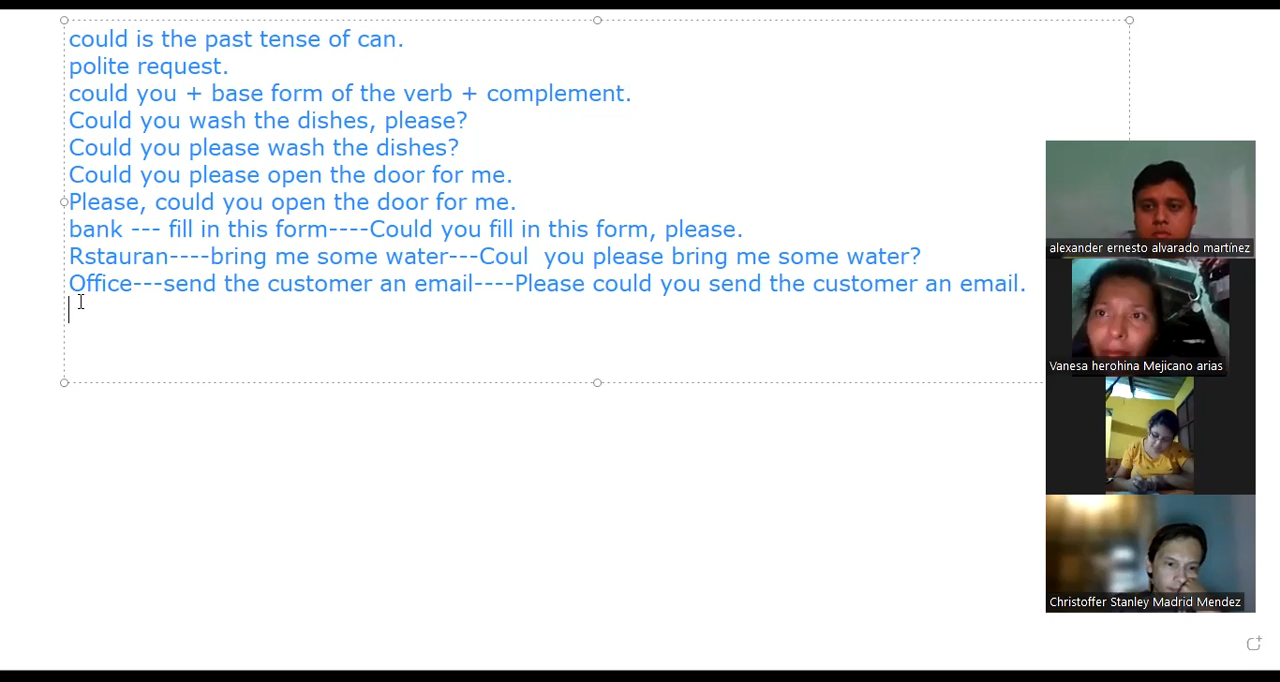 could is the past tense of can.
polite request.
could you + base form of the verb + complement.
Could you wash the dishes, please?
Could you please wash the dishes?
Could you please open the door for me.
Please, could you open the door for me.
bank --- fill in this form----Could you fill in this form, please.
Rstauran----bring me some water---Coul  you please bring me some water?
Office---send the customer an email----Please could you send the customer an email.
alexander ernesto alvarado martínez
Vanesa herohina Mejicano arias
Christoffer Stanley Madrid Mendez